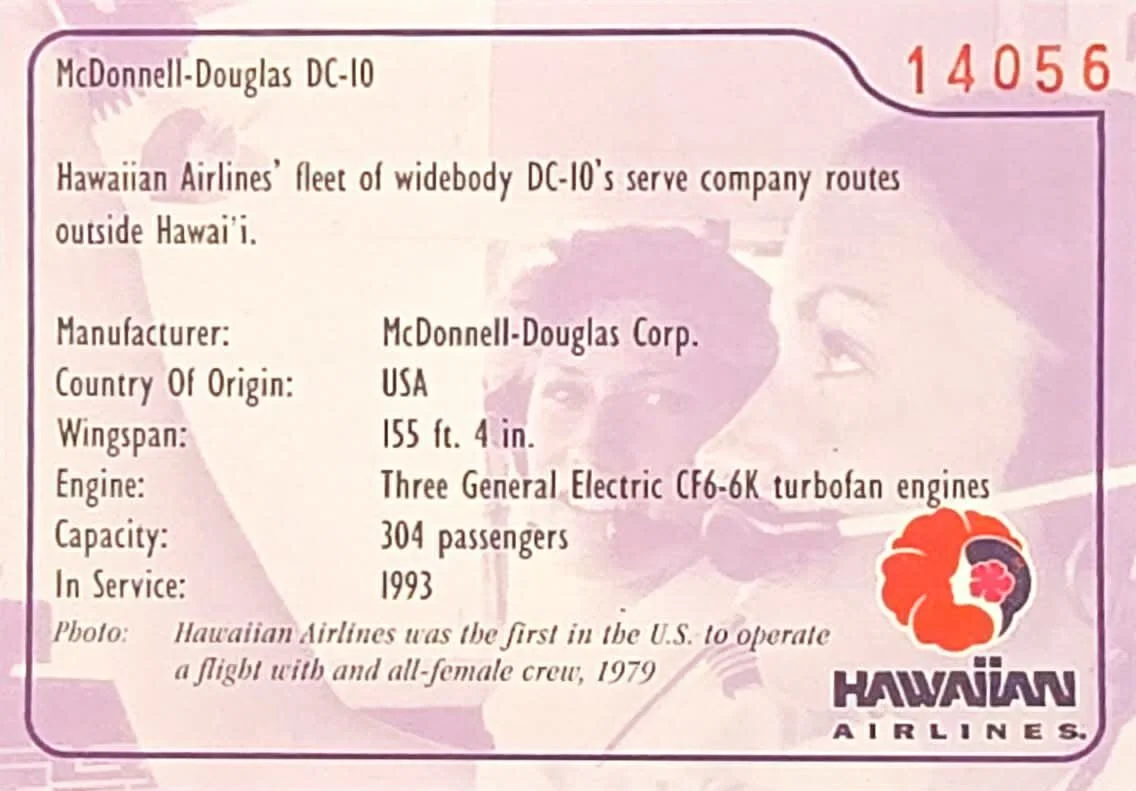 McDonnell-Douglas DC-10
14056
Hawaiian Airlines' fleet of widebody DC-10's serve company routes
outside Hawai'i.
Manufacturer: McDonnell-Douglas Corp.
Country Of Origin: USA
Wingspan: 155 ft. 4 in.
Engine: Three General Electric CF6-6K turbofan engines
Capacity: 304 passengers
In Service: 1993
Photo: Hawaiian Airlines was the first in the U.S. to operate
a flight with and all-female crew, 1979
HAWAIIAN
AIRLINES.